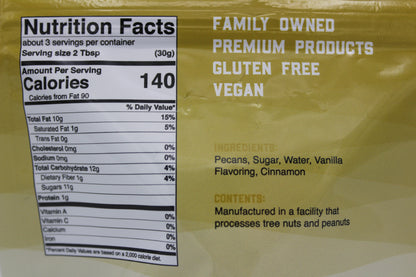 Nutrition Facts
about 3 servings per container
Serving size 2 Tbsp (30g)
Amount Per Serving
Calories 140
Calories from Fat 90
% Daily Value*
Total Fat 10g 15%
Saturated Fat 1g 5%
Trans Fat 0g
Cholesterol 0mg 0%
Sodium 0mg 0%
Total Carbohydrate 12g 4%
Dietary Fiber 1g 4%
Sugars 11g
Protein 1g
Vitamin A 0%
Vitamin C 0%
Calcium 0%
Iron 0%
*Percent Daily Values are based on a 2,000 calorie diet.
FAMILY OWNED
PREMIUM PRODUCTS
GLUTEN FREE
VEGAN
INGREDIENTS:
Pecans, Sugar, Water, Vanilla
Flavoring, Cinnamon
CONTENTS:
Manufactured in a facility that
processes tree nuts and peanuts